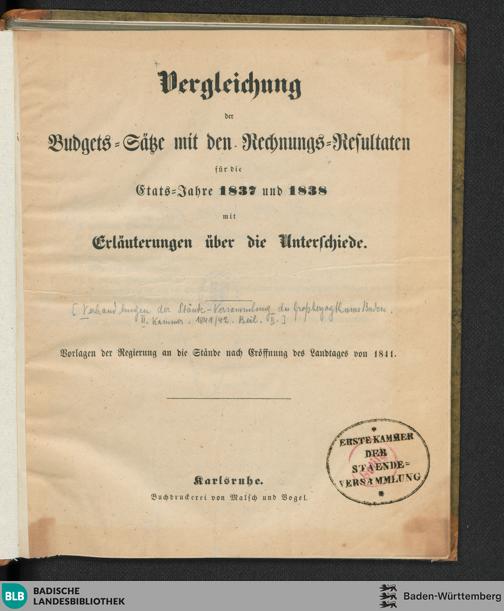 Vergleichung
der
Budgets-Sätze mit den Rechnungs-Resultaten
für die
Etats-Jahre 1837 und 1838
mit
Erläuterungen über die Unterschiede.
[Verhandlungen der Stände-Versammlung des Großherzogthums Baden.
II. Kammer. 1841/42. Beil.
Vorlagen der Regierung an die Stände nach Eröffnung des Landtages von 1841.
ERSTE KAMMER
DER
STAENDE=
VERSAMMLUNG
Karlsruhe.
Buchdruckerei von Malsch und Vogel.
BLB BADISCHE
LANDESBIBLIOTHEK
Baden-Württemberg